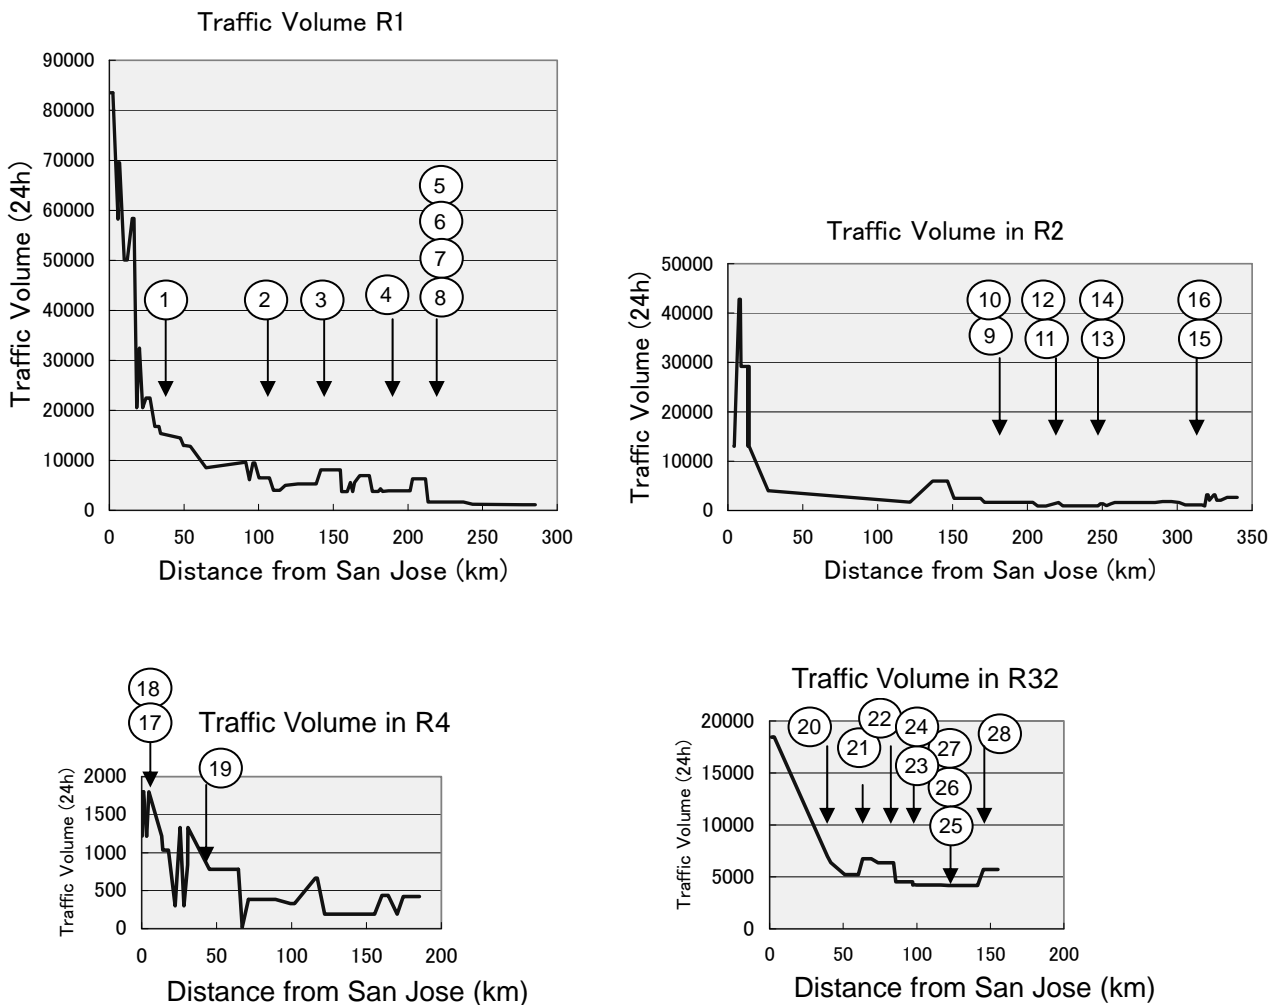 Traffic Volume R1
Traffic Volume (24h)
90000
80000
70000
60000
50000
40000
30000
20000
10000
0
5
6
7
8
1
2
3
4
0 50 100 150 200 250 300
Distance from San Jose (km)
Traffic Volume in R2
Traffic Volume (24h)
50000
40000
30000
20000
10000
0
10 12 14 16
9 11 13 15
0 50 100 150 200 250 300 350
Distance from San Jose (km)
18
17
Traffic Volume in R4
19
Traffic Volume (24h)
2000
1500
1000
500
0
0 50 100 150 200
Distance from San Jose (km)
Traffic Volume in R32
Traffic Volume (24h)
20000
15000
10000
5000
0
20
21
22
24
23
27
26
25
28
0 50 100 150 200
Distance from San Jose (km)